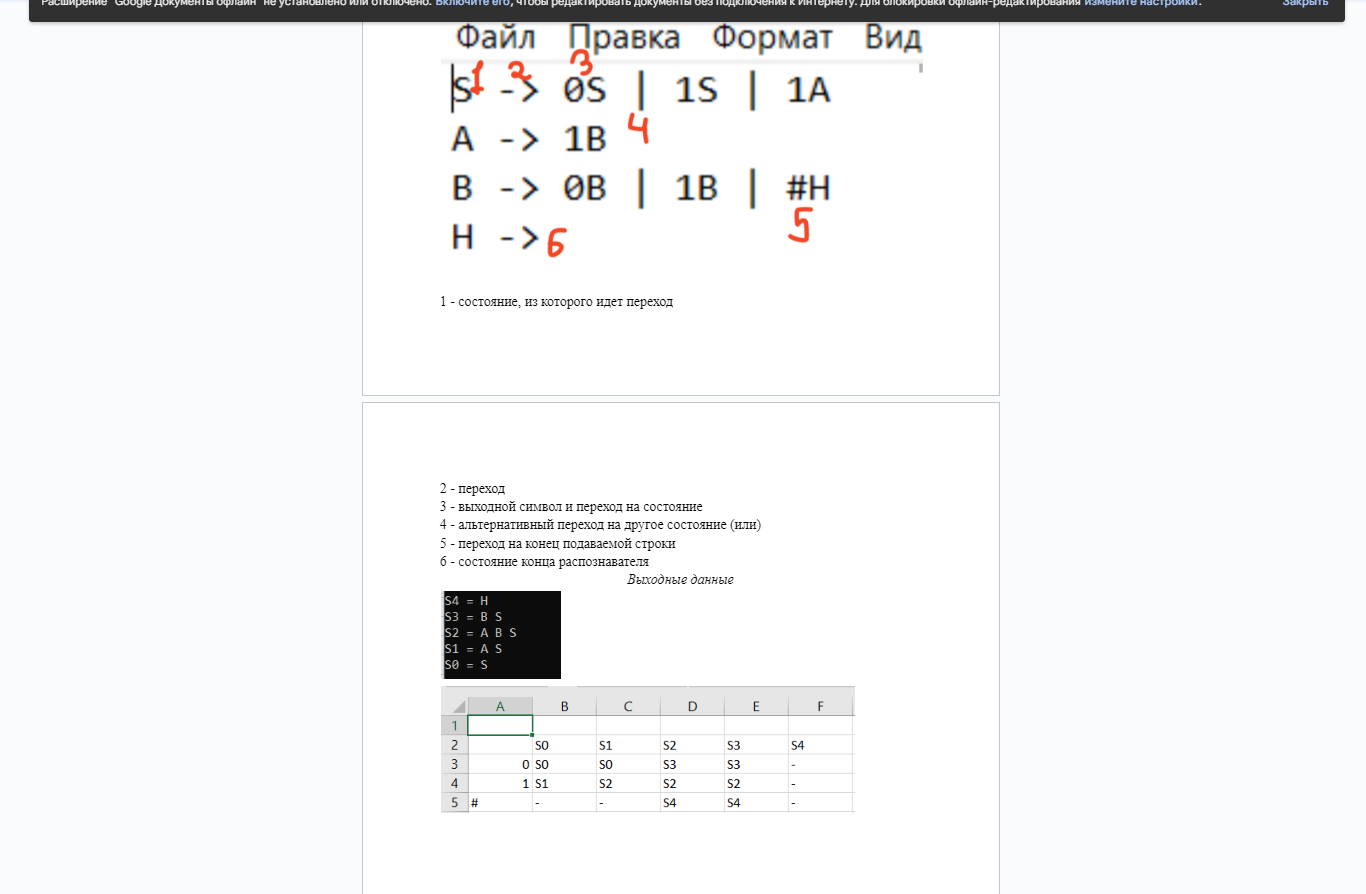 Расширение "Google Документы офлайн" не установлено или отключено. Включите его, чтобы редактировать документы без подключения к Интернету. Для блокировки офлайн-редактирования измените настройки. Закрыть
Файл Правка Формат Вид
1 2 3
S -> 0S | 1S | 1A
4
A -> 1B
B -> 0B | 1B | #H
5
H -> 6
1 - состояние, из которого идет переход
2 - переход
3 - выходной символ и переход на состояние
4 - альтернативный переход на другое состояние (или)
5 - переход на конец подаваемой строки
6 - состояние конца распознавателя
Выходные данные
S4 = H
S3 = B S
S2 = A B S
S1 = A S
S0 = S
A B C D E F
1
2 S0 S1 S2 S3 S4
3 0 S0 S0 S3 S3 -
4 1 S1 S2 S2 S2 -
5 # - - S4 S4 -